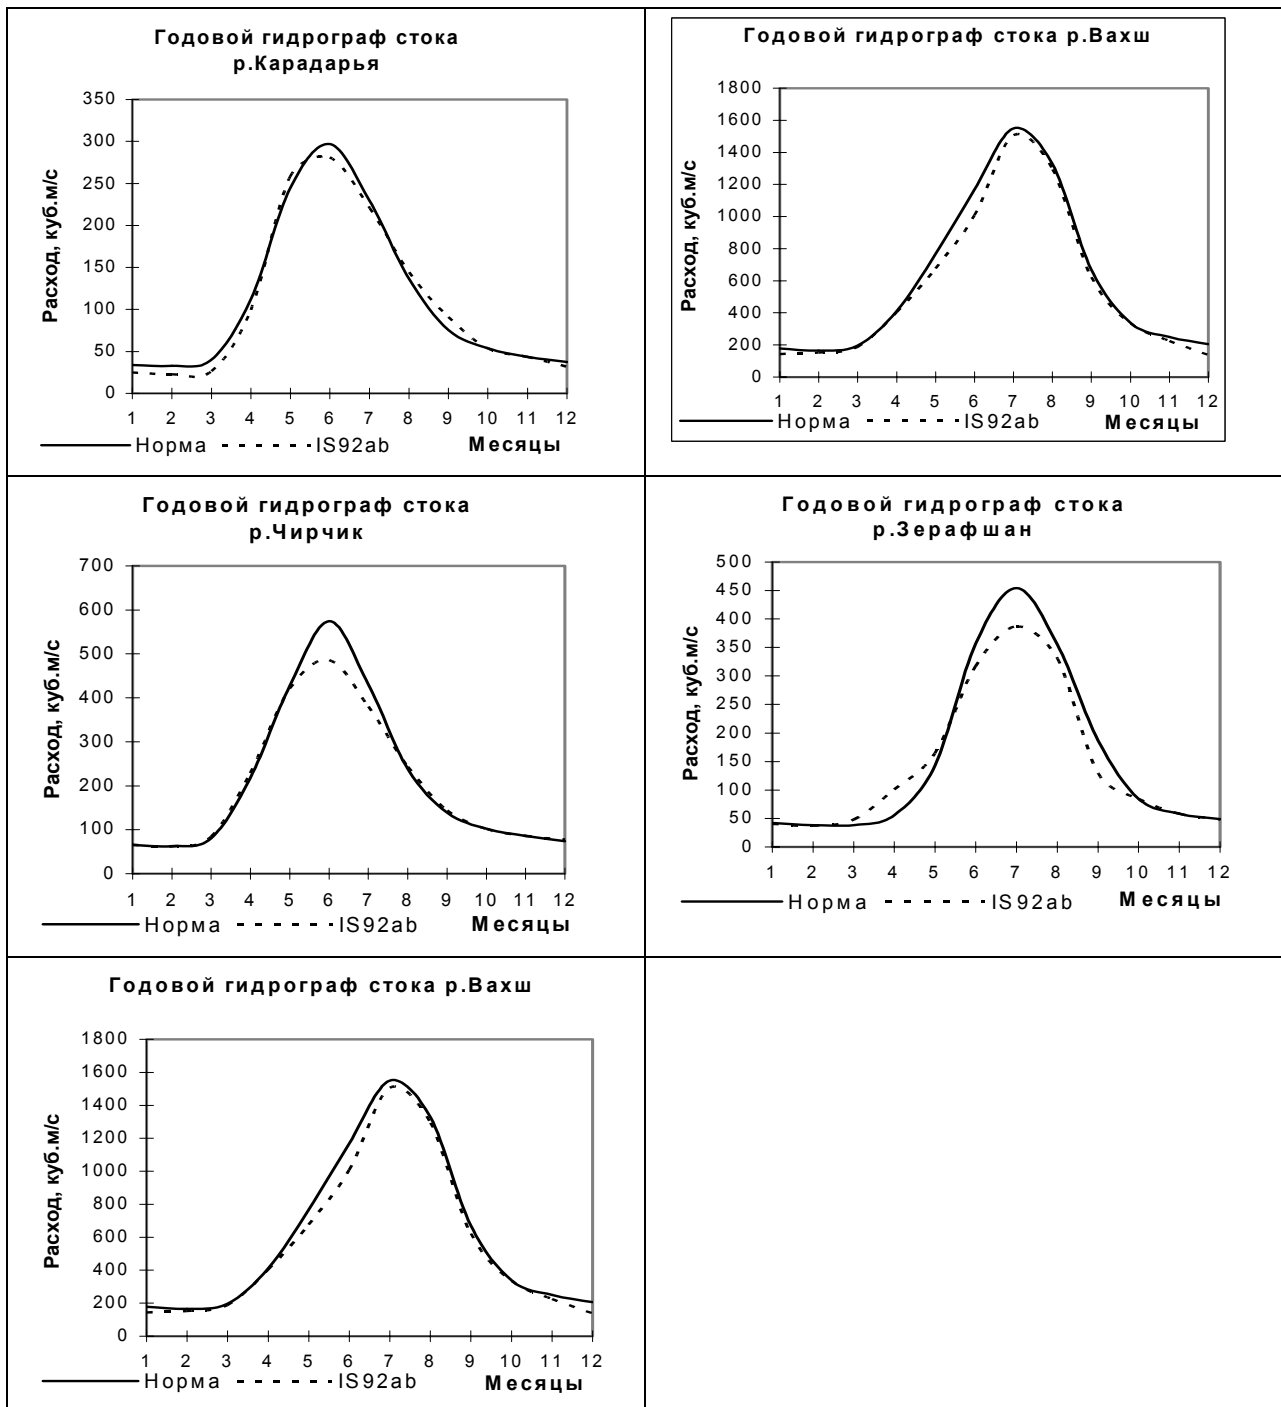 Годовой гидрограф стока
р.Карадарья
350
300
250
200
150
100
50
0
Расход, куб.м/с
1 2 3 4 5 6 7 8 9 10 11 12
Норма IS92ab Месяцы
Годовой гидрограф стока р.Вахш
1800
1600
1400
1200
1000
800
600
400
200
0
Расход, куб.м/с
1 2 3 4 5 6 7 8 9 10 11 12
Норма IS92ab Месяцы
Годовой гидрограф стока
р.Чирчик
700
600
500
400
300
200
100
0
Расход, куб.м/с
1 2 3 4 5 6 7 8 9 10 11 12
Норма IS92ab Месяцы
Годовой гидрограф стока
р.Зерафшан
500
450
400
350
300
250
200
150
100
50
0
Расход, куб.м/с
1 2 3 4 5 6 7 8 9 10 11 12
Норма IS92ab Месяцы
Годовой гидрограф стока р.Вахш
1800
1600
1400
1200
1000
800
600
400
200
0
Расход, куб.м/с
1 2 3 4 5 6 7 8 9 10 11 12
Норма IS92ab Месяцы